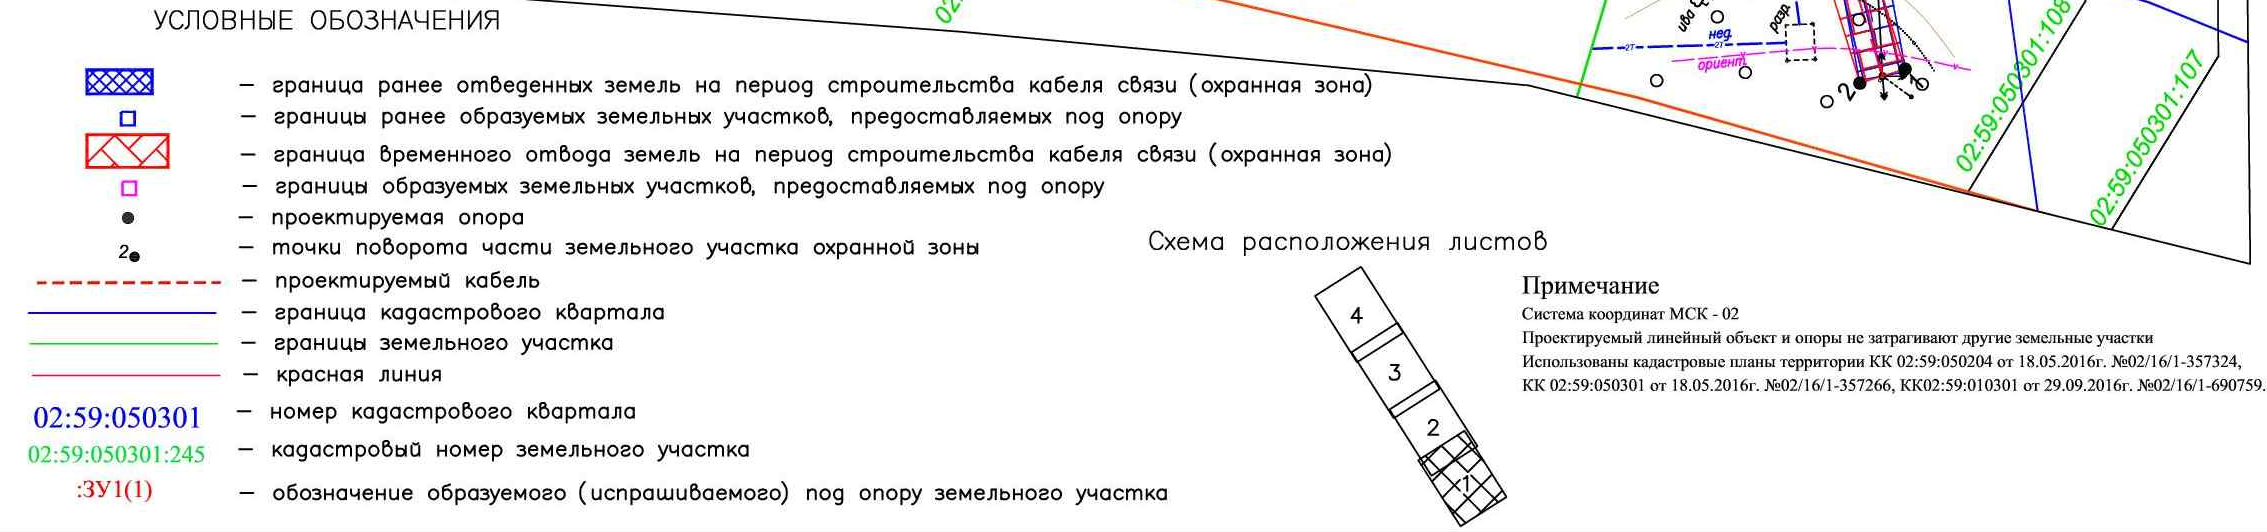 УСЛОВНЫЕ ОБОЗНАЧЕНИЯ
– граница ранее отведенных земель на период строительства кабеля связи (охранная зона)
– границы ранее образуемых земельных участков, предоставляемых под опору
– граница временного отвода земель на период строительства кабеля связи (охранная зона)
– границы образуемых земельных участков, предоставляемых под опору
– проектируемая опора
2 – точки поворота части земельного участка охранной зоны
– проектируемый кабель
– граница кадастрового квартала
– границы земельного участка
– красная линия
02:59:050301 – номер кадастрового квартала
02:59:050301:245 – кадастровый номер земельного участка
:ЗУ1(1) – обозначение образуемого (испрашиваемого) под опору земельного участка
02
ива
разр.
нед.
2Т
2Т
ориент.
2
1
02:59:050301:108
02:59:050301:107
Схема расположения листов
4
3
2
1
Примечание
Система координат МСК - 02
Проектируемый линейный объект и опоры не затрагивают другие земельные участки
Использованы кадастровые планы территории КК 02:59:050204 от 18.05.2016г. №02/16/1-357324,
КК 02:59:050301 от 18.05.2016г. №02/16/1-357266, КК02:59:010301 от 29.09.2016г. №02/16/1-690759.